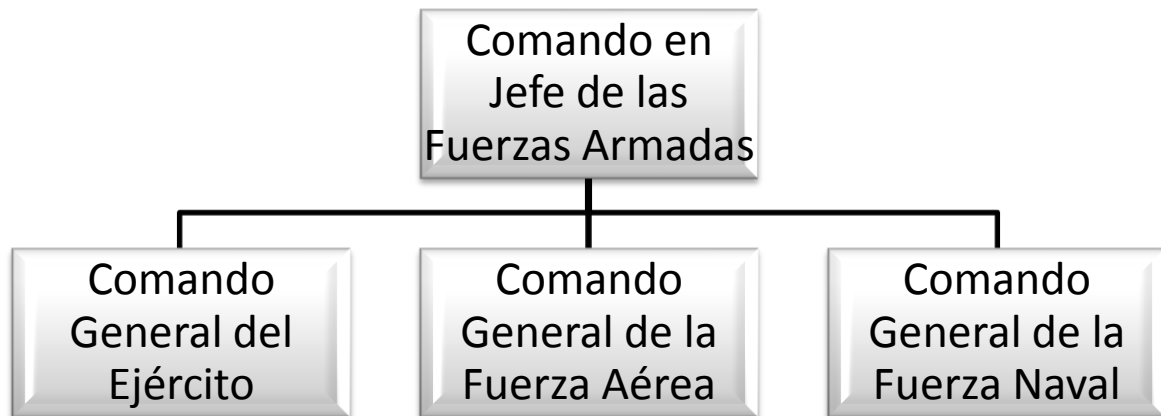 Comando en
Jefe de las
Fuerzas Armadas
Comando
General del
Ejército
Comando
General de la
Fuerza Aérea
Comando
General de la
Fuerza Naval